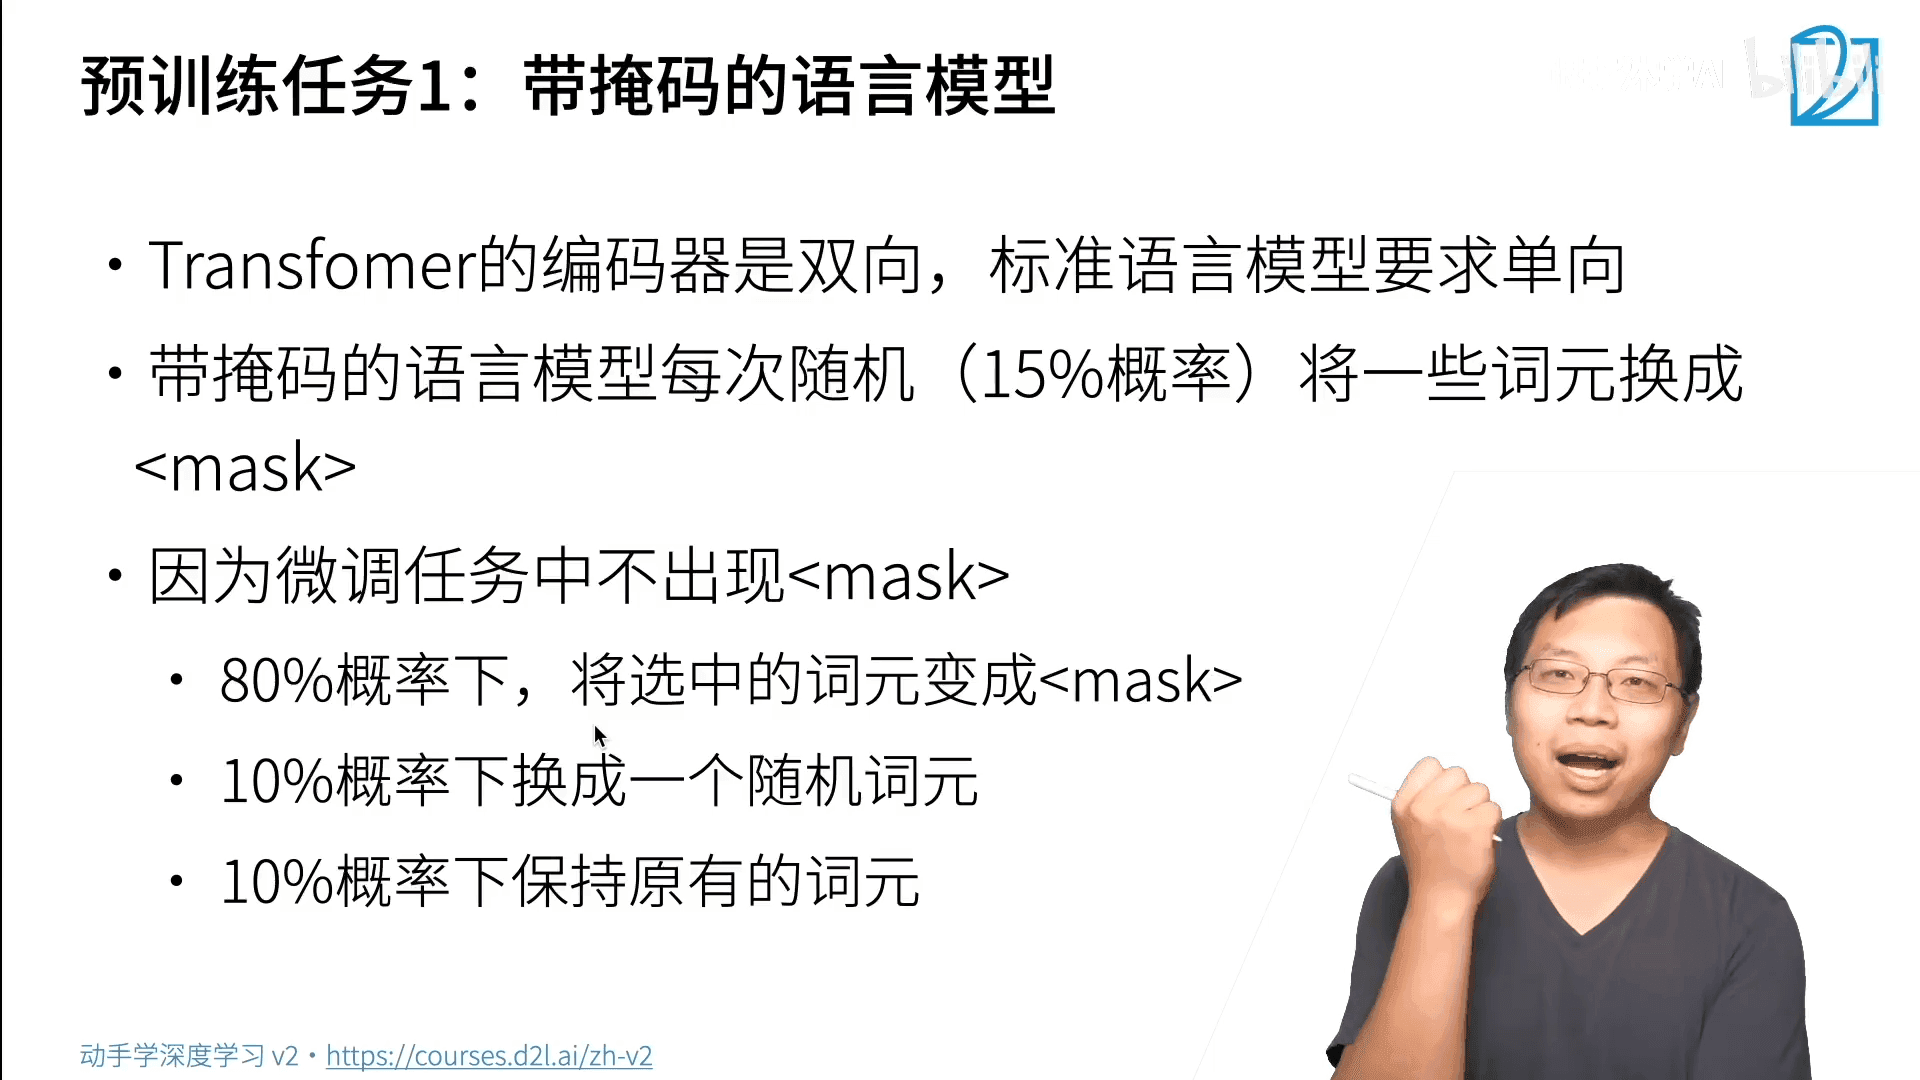 预训练任务1：带掩码的语言模型
• Transfomer的编码器是双向，标准语言模型要求单向
• 带掩码的语言模型每次随机（15%概率）将一些词元换成
<mask>
• 因为微调任务中不出现<mask>
• 80%概率下，将选中的词元变成<mask>
• 10%概率下换成一个随机词元
• 10%概率下保持原有的词元
动手学深度学习 v2 • https://courses.d2l.ai/zh-v2
bilibili